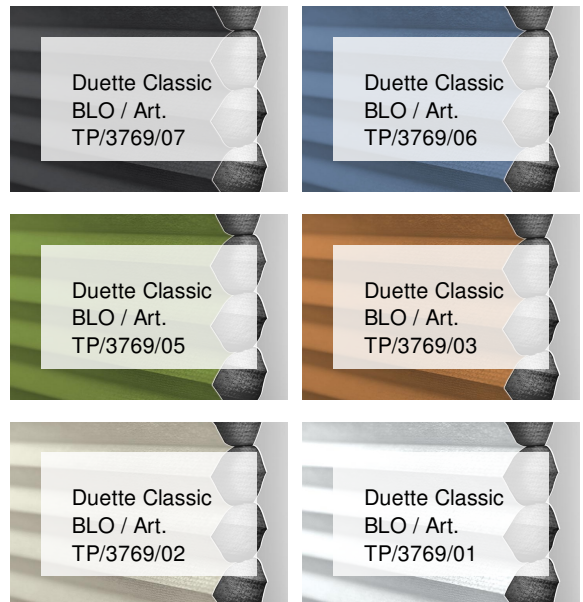 Duette Classic
BLO / Art.
TP/3769/07
Duette Classic
BLO / Art.
TP/3769/06
Duette Classic
BLO / Art.
TP/3769/05
Duette Classic
BLO / Art.
TP/3769/03
Duette Classic
BLO / Art.
TP/3769/02
Duette Classic
BLO / Art.
TP/3769/01